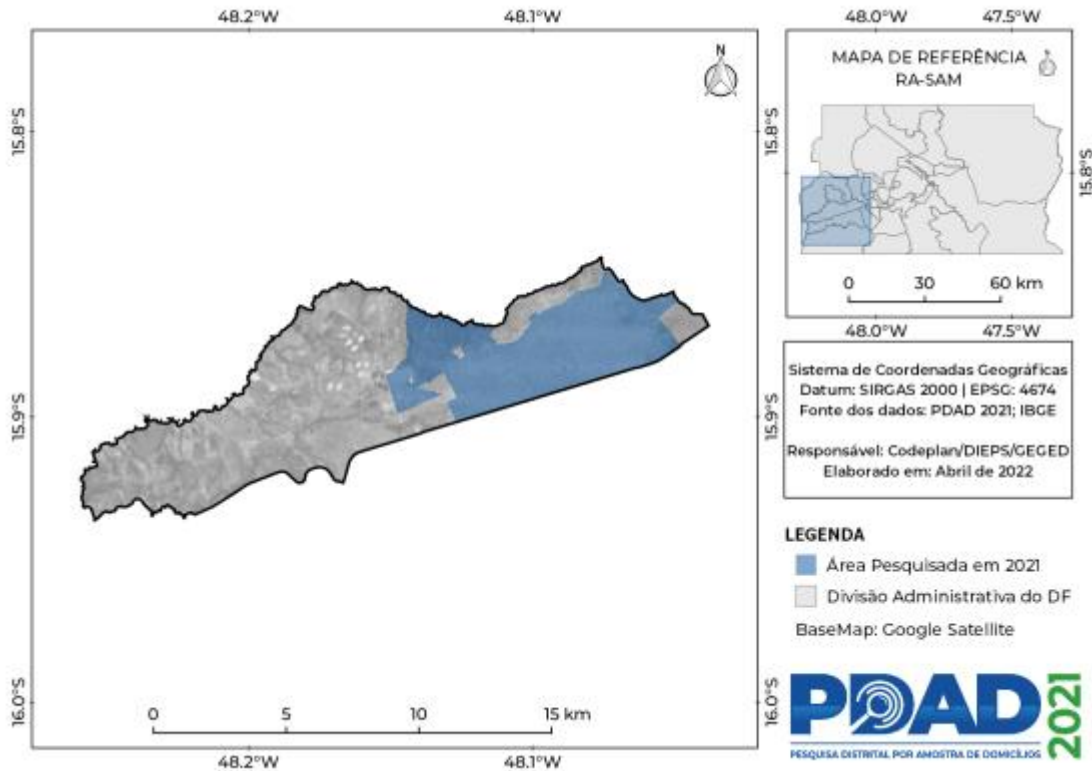 48.2°W 48.1°W
15.8°S 15.8°S
N
15.9°S 15.9°S
16.0°S 16.0°S
0 5 10 15 km
48.2°W 48.1°W
48.0°W 47.5°W
MAPA DE REFERÊNCIA
RA-SAM
N
15.8°S 15.8°S
0 30 60 km
48.0°W 47.5°W
Sistema de Coordenadas Geográficas
Datum: SIRGAS 2000 | EPSG: 4674
Fonte dos dados: PDAD 2021; IBGE
Responsável: Codeplan/DIEPS/GEGED
Elaborado em: Abril de 2022
LEGENDA
Área Pesquisada em 2021
Divisão Administrativa do DF
BaseMap: Google Satellite
PDAD 2021
PESQUISA DISTRITAL POR AMOSTRA DE DOMICÍLIOS